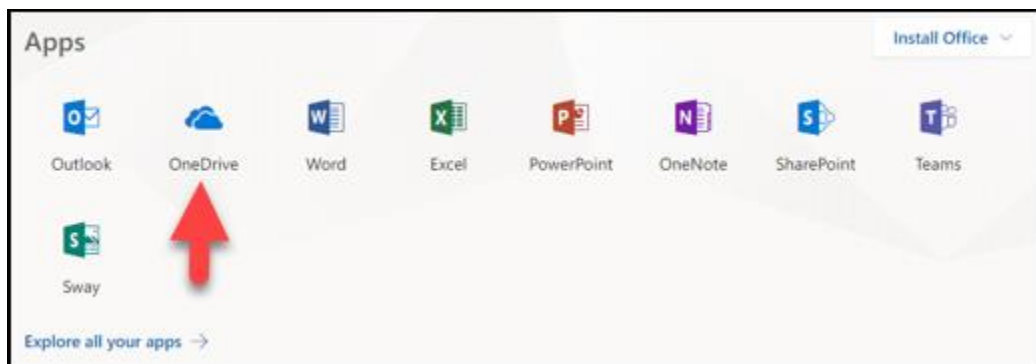 Apps
Install Office
Outlook OneDrive Word Excel PowerPoint OneNote SharePoint Teams
Sway
Explore all your apps →